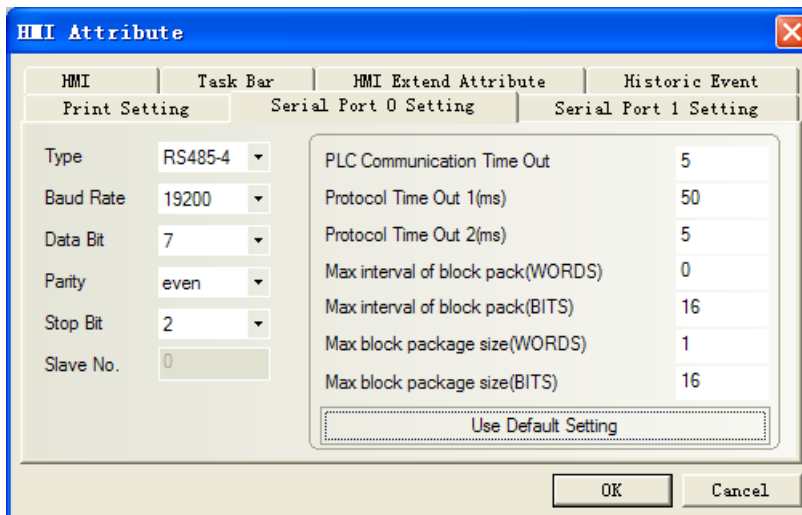 HMI Attribute
HMI Task Bar HMI Extend Attribute Historic Event
Print Setting Serial Port 0 Setting Serial Port 1 Setting
Type RS485-4
Baud Rate 19200
Data Bit 7
Parity even
Stop Bit 2
Slave No. 0
PLC Communication Time Out 5
Protocol Time Out 1(ms) 50
Protocol Time Out 2(ms) 5
Max interval of block pack(WORDS) 0
Max interval of block pack(BITS) 16
Max block package size(WORDS) 1
Max block package size(BITS) 16
Use Default Setting
OK Cancel